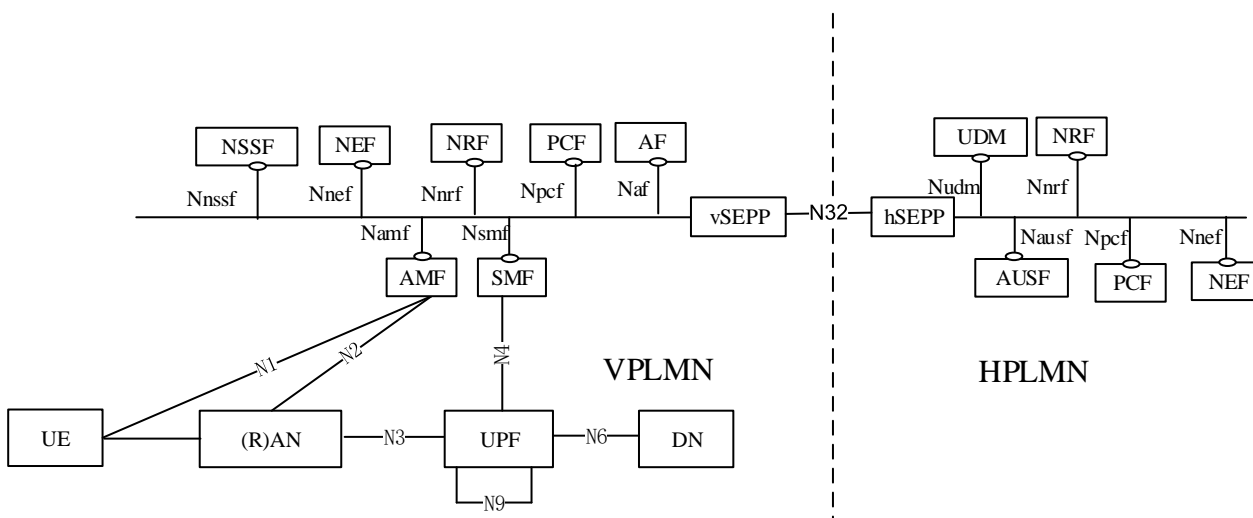 NSSF
NEF
NRF
PCF
AF
UDM
NRF
Nnssf
Nnef
Nnrf
Npcf
Naf
Nudm
Nnrf
vSEPP
N32
hSEPP
Namf
Nsmf
Nausf
Npcf
Nnef
AMF
SMF
AUSF
PCF
NEF
N1
N2
N4
VPLMN
HPLMN
UE
(R)AN
N3
UPF
N6
DN
N9